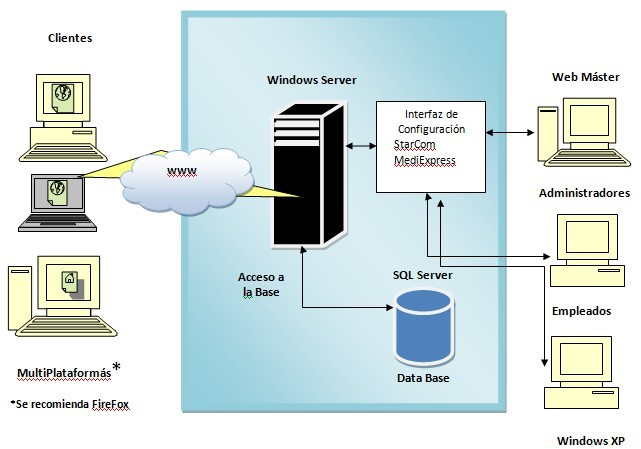 Clientes
Windows Server
Web Máster
Interfaz de
Configuración
StarCom
MediExpress
www
Administradores
Acceso a
la Base
SQL Server
Empleados
MultiPlataformás*
Data Base
*Se recomienda FireFox
Windows XP